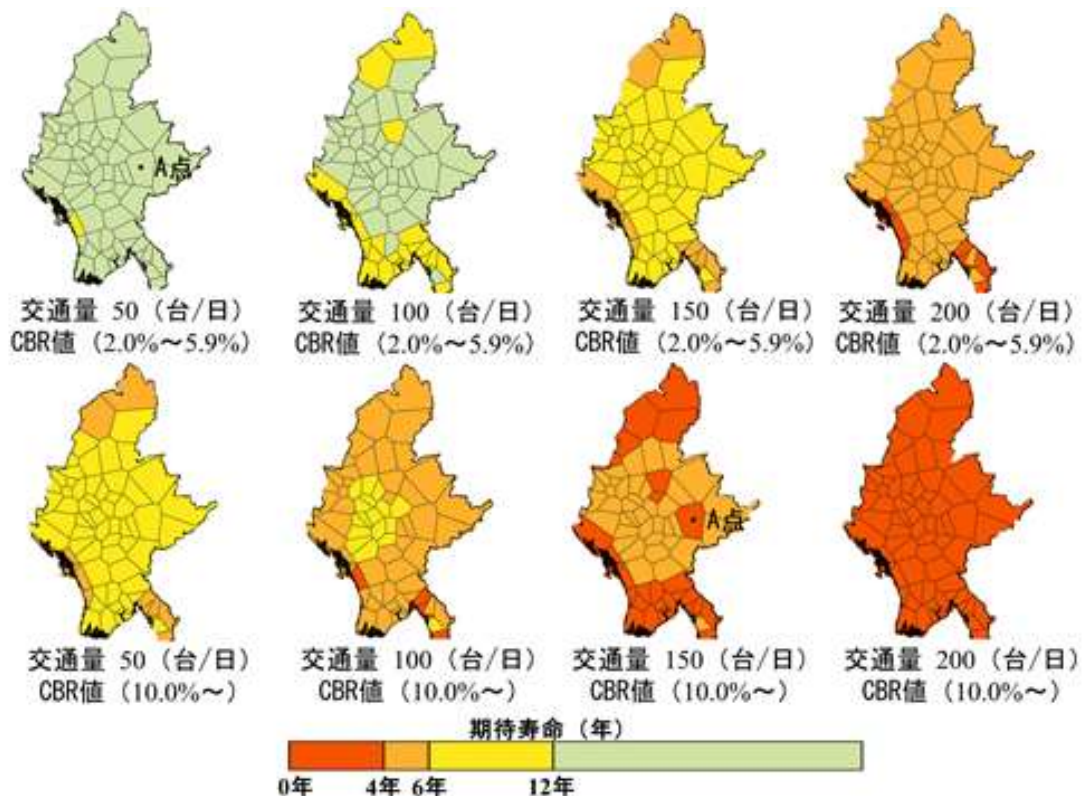 A点
交通量 50（台/日）
CBR値（2.0%～5.9%）
交通量 100（台/日）
CBR値（2.0%～5.9%）
交通量 150（台/日）
CBR値（2.0%～5.9%）
交通量 200（台/日）
CBR値（2.0%～5.9%）
A点
交通量 50（台/日）
CBR値（10.0%～）
交通量 100（台/日）
CBR値（10.0%～）
交通量 150（台/日）
CBR値（10.0%～）
交通量 200（台/日）
CBR値（10.0%～）
期待寿命（年）
0年 4年 6年 12年